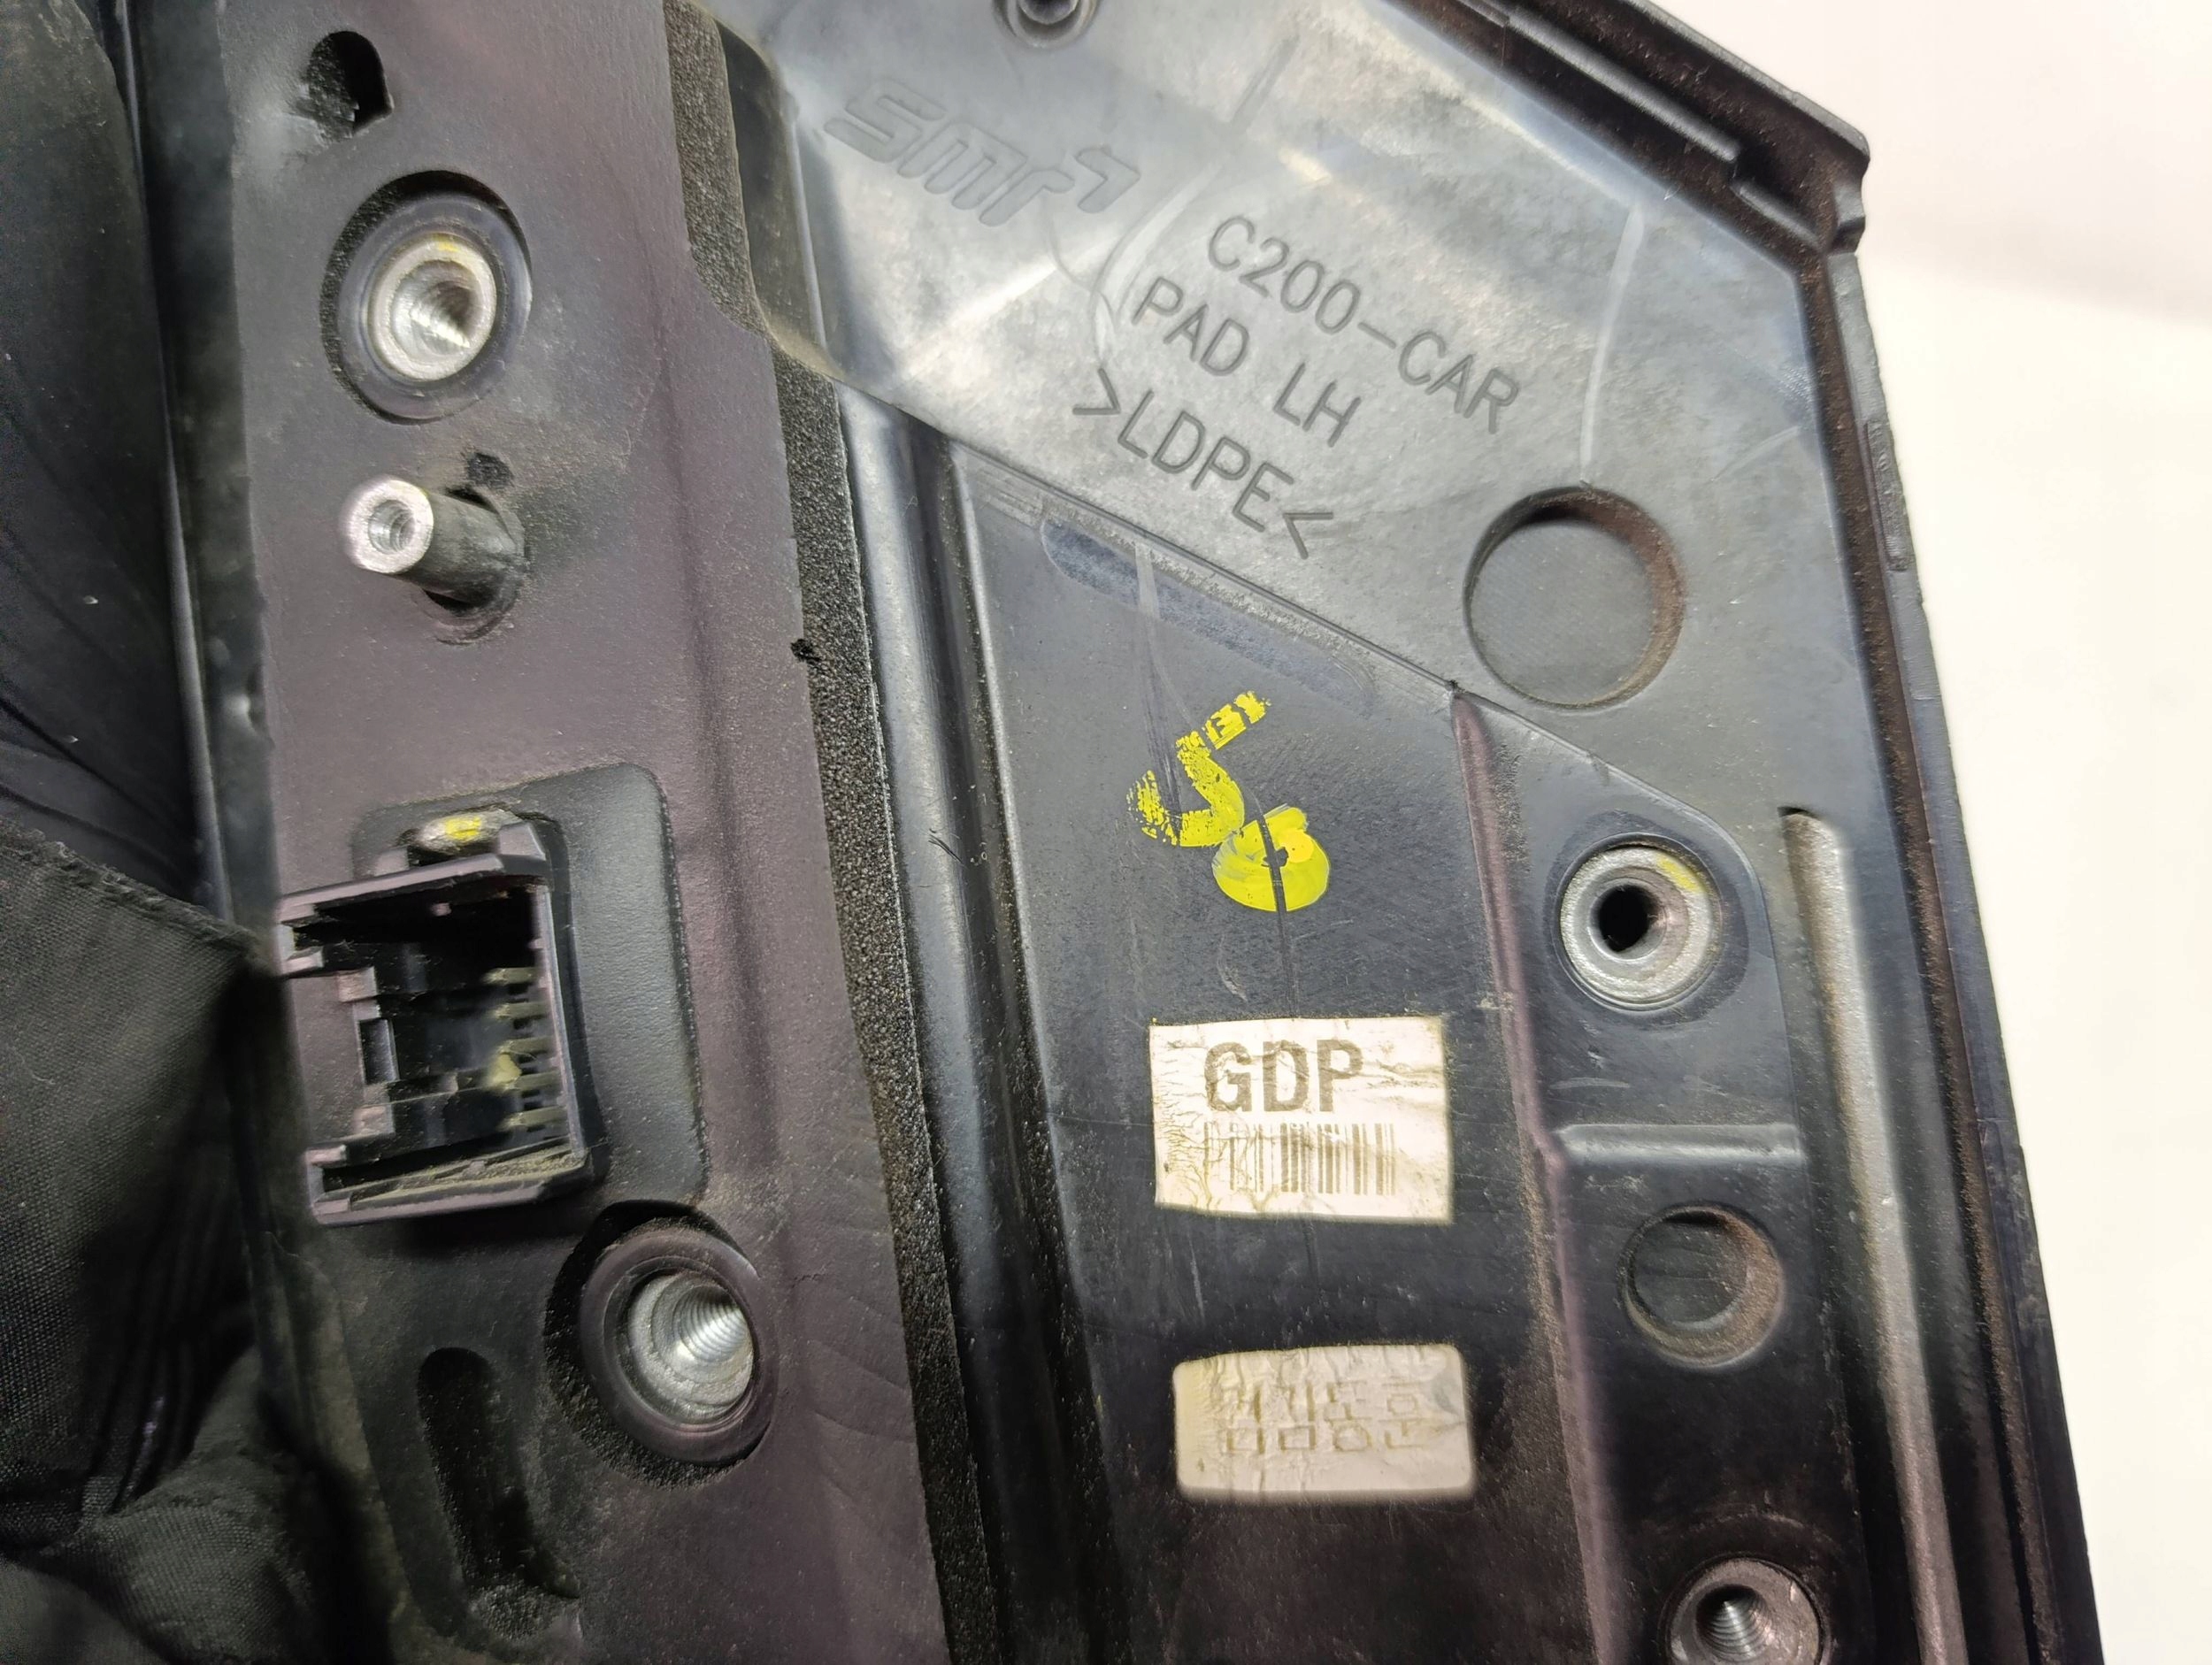 smr
C200-CAR
PAD LH
>LDPE<
GDP